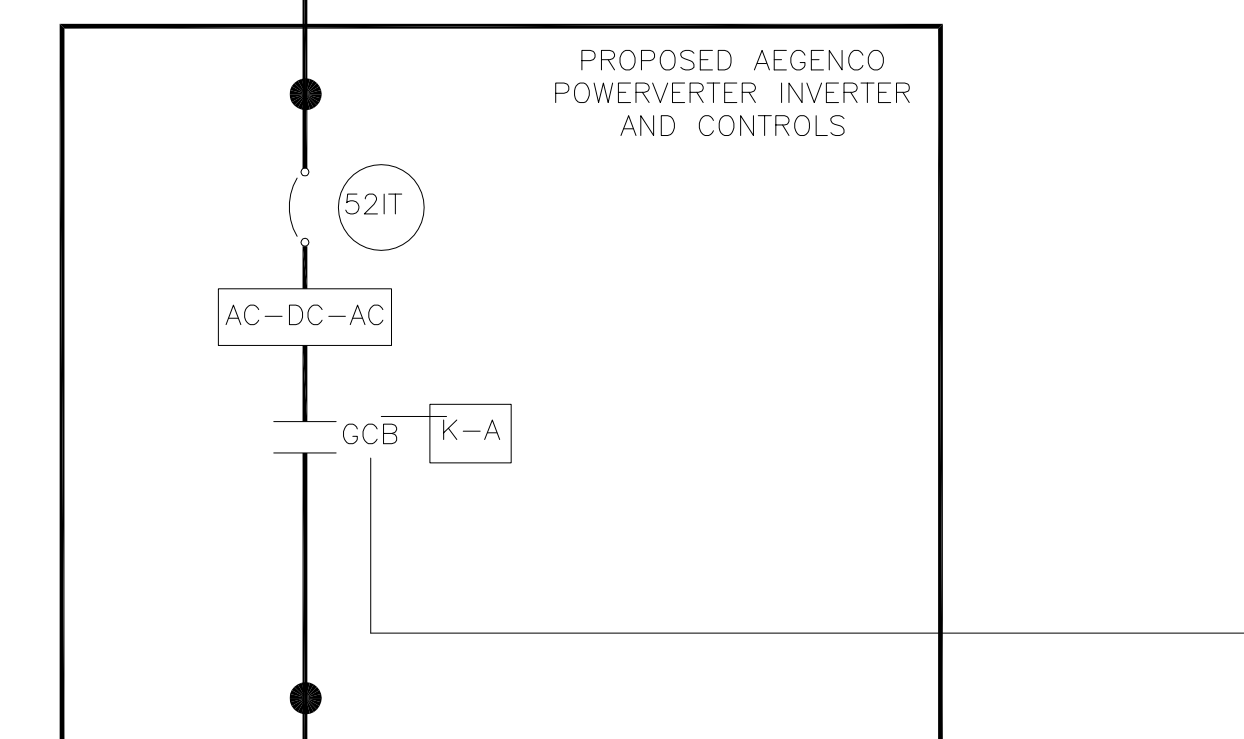 PROPOSED AEGENCO
POWERVERTER INVERTER
AND CONTROLS
52IT
AC-DC-AC
GCB
K-A